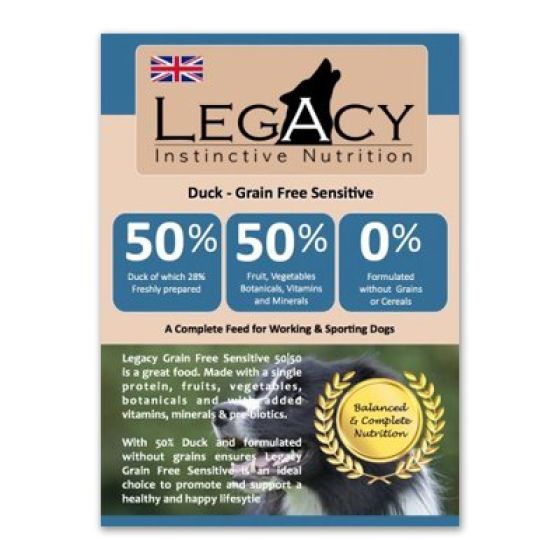 LEGACY
Instinctive Nutrition
Duck - Grain Free Sensitive
50%
Duck of which 28%
Freshly prepared
50%
Fruit, Vegetables
Botanicals, Vitamins
and Minerals
0%
Formulated
without Grains
or Cereals
A Complete Feed for Working & Sporting Dogs
Legacy Grain Free Sensitive 50|50
is a great food. Made with a single
protein, fruits, vegetables,
botanicals and with added
vitamins, minerals & pre-biotics.
With 50% Duck and formulated
without grains ensures Legacy
Grain Free Sensitive is an ideal
choice to promote and support a
healthy and happy lifesytle
Balanced
& Complete
Nutrition